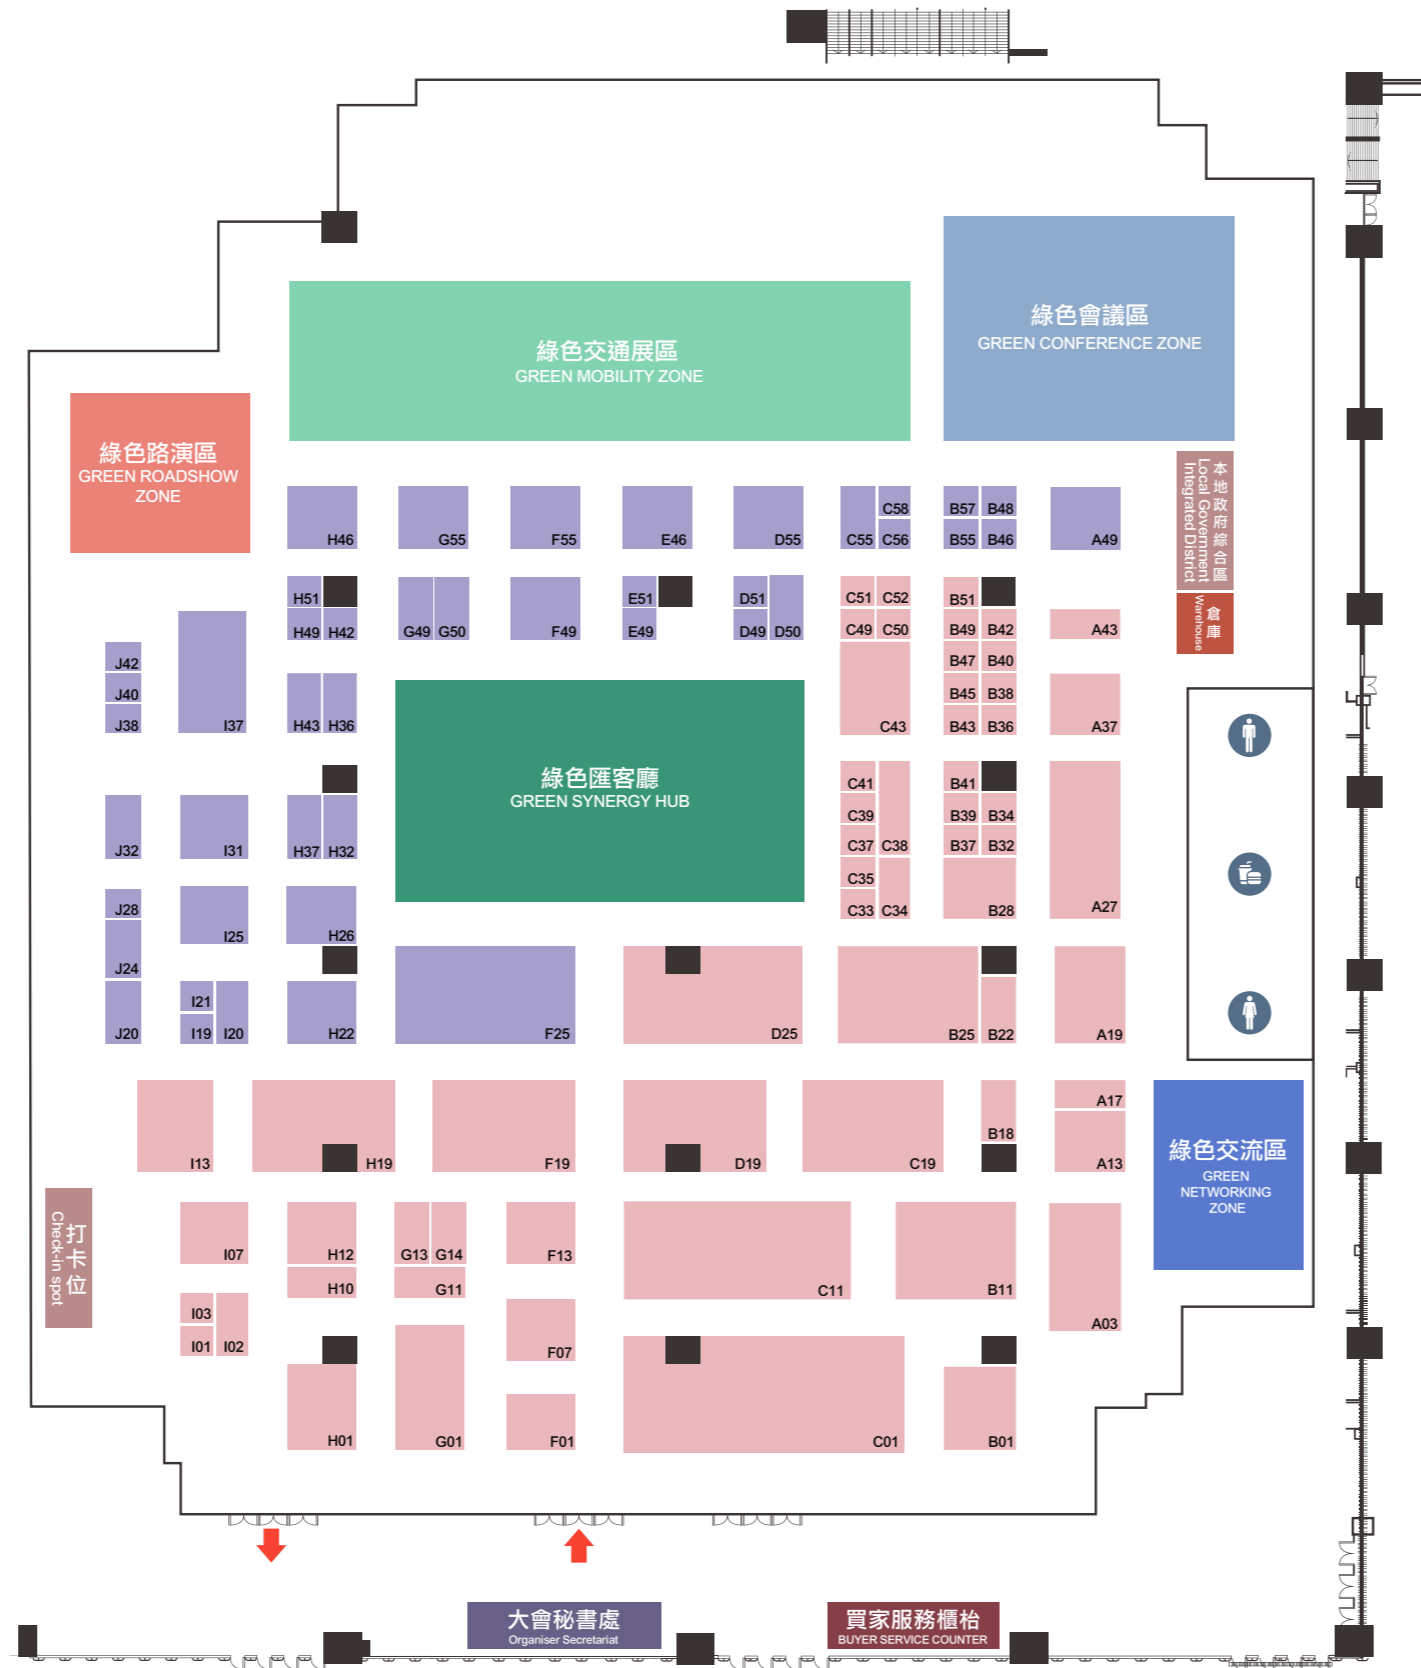 綠色會議區
GREEN CONFERENCE ZONE
綠色交通展區
GREEN MOBILITY ZONE
綠色路演區
GREEN ROADSHOW
ZONE
本地政府綜合區
Local Government
Integrated District
H46
G55
F55
E46
D55
C55
C58
C56
B57
B48
B55
B46
A49
H51
H49
H42
G49
G50
F49
E51
E49
D51
D49
D50
C51
C52
C49
C50
B51
B49
B42
A43
倉庫
Warehouse
J42
J40
J38
I37
H43
H36
C43
B47
B40
B45
B38
B43
B36
A37
綠色匯客廳
GREEN SYNERGY HUB
J32
I31
H37
H32
C41
C39
C37
C38
C35
C33
C34
B41
B39
B34
B37
B32
B28
A27
J28
J24
J20
I25
H26
I21
I19
I20
H22
F25
D25
B25
B22
A19
I13
H19
F19
D19
C19
B18
A17
A13
綠色交流區
GREEN
NETWORKING
ZONE
打卡位
Check-in spot
I07
H12
H10
G13
G14
G11
F13
C11
B11
A03
I03
I01
I02
F07
H01
G01
F01
C01
B01
大會秘書處
Organiser Secretariat
買家服務櫃枱
BUYER SERVICE COUNTER